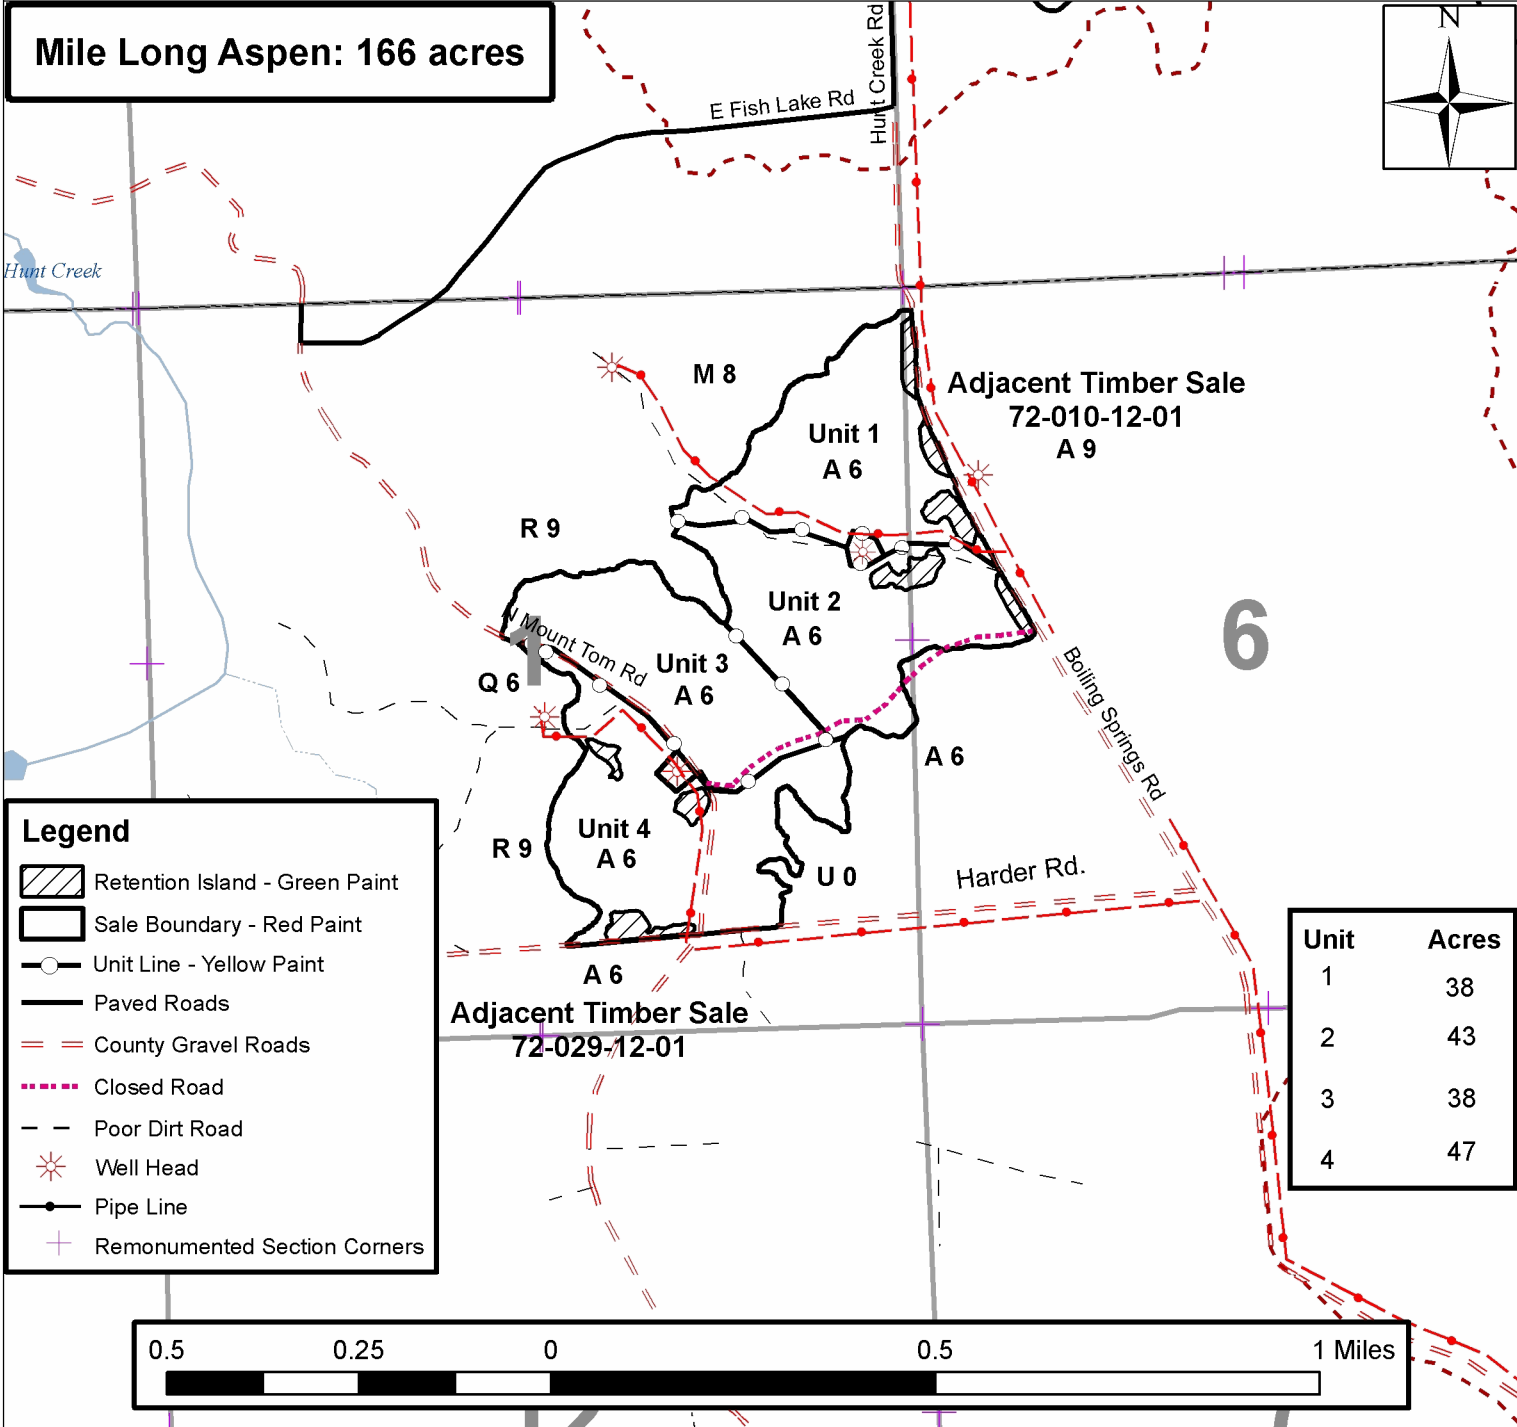 Mile Long Aspen: 166 acres
N
Hunt Creek Rd
E Fish Lake Rd
Hunt Creek
M 8
Adjacent Timber Sale
72-010-12-01
A 9
Unit 1
A 6
R 9
Unit 2
A 6
6
1
N Mount Tom Rd
Unit 3
A 6
Q 6
Boiling Springs Rd
A 6
Unit 4
A 6
R 9
U 0
Harder Rd.
A 6
Adjacent Timber Sale
72-029-12-01
Legend
Retention Island - Green Paint
Sale Boundary - Red Paint
Unit Line - Yellow Paint
Paved Roads
County Gravel Roads
Closed Road
Poor Dirt Road
Well Head
Pipe Line
Remonumented Section Corners
Unit Acres
1 38
2 43
3 38
4 47
0.5 0.25 0 0.5 1 Miles